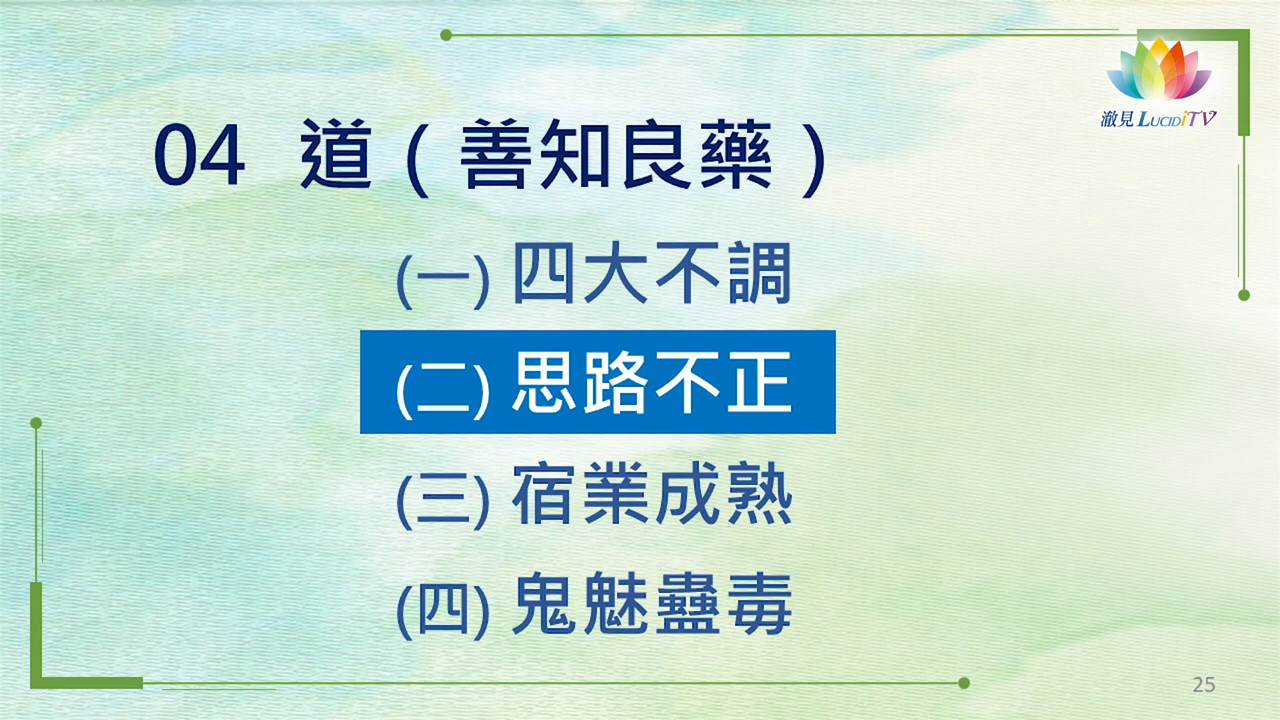 澈見 LUCIDiTV
04 道（善知良藥）
(一) 四大不調
(二) 思路不正
(三) 宿業成熟
(四) 鬼魅蠱毒
25